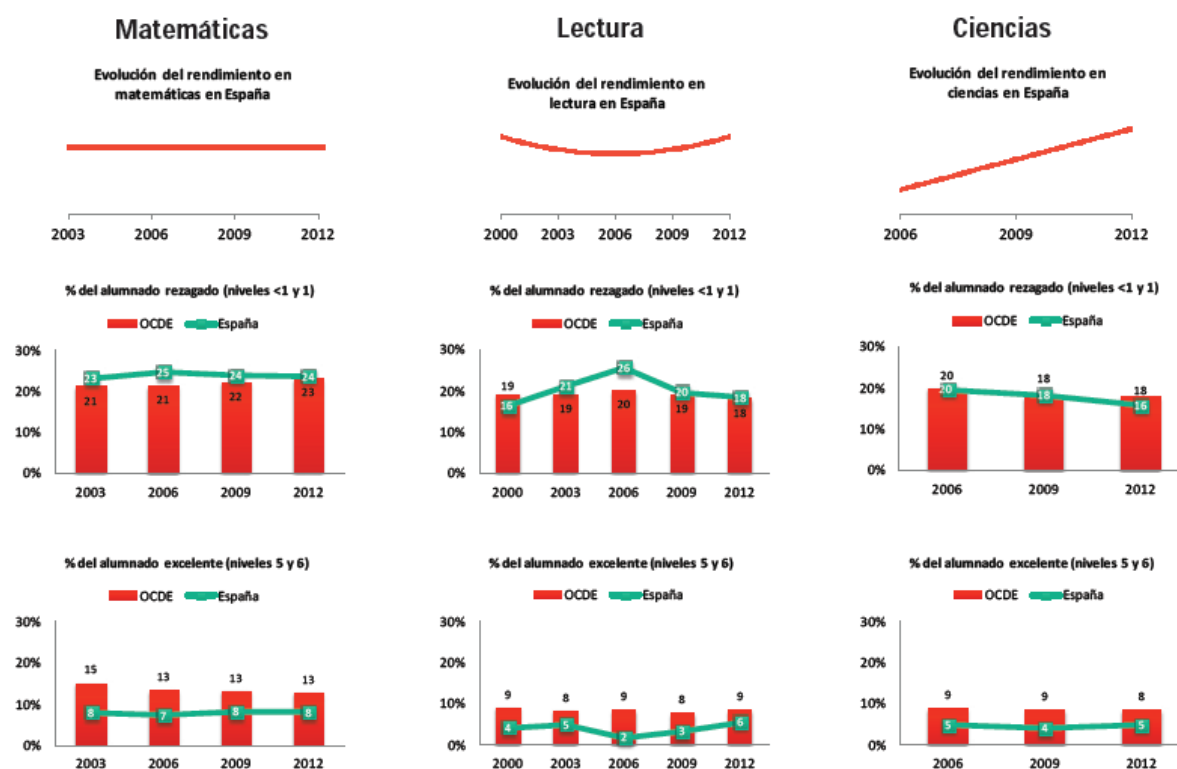 Matemáticas
Evolución del rendimiento en
matemáticas en España
2003 2006 2009 2012
% del alumnado rezagado (niveles <1 y 1)
OCDE España
30%
20%
10%
0%
23 25 24 24
21 21 22 23
2003 2006 2009 2012
% del alumnado excelente (niveles 5 y 6)
OCDE España
30%
20%
10%
0%
15 13 13 13
8 7 8 8
2003 2006 2009 2012
Lectura
Evolución del rendimiento en
lectura en España
2000 2003 2006 2009 2012
% del alumnado rezagado (niveles <1 y 1)
OCDE España
30%
20%
10%
0%
19 21 26 20 18
16 19 20 19 18
2000 2003 2006 2009 2012
% del alumnado excelente (niveles 5 y 6)
OCDE España
30%
20%
10%
0%
9 8 9 8 9
4 5 2 3 6
2000 2003 2006 2009 2012
Ciencias
Evolución del rendimiento en
ciencias en España
2006 2009 2012
% del alumnado rezagado (niveles <1 y 1)
OCDE España
30%
20%
10%
0%
20 18 18
20 18 16
2006 2009 2012
% del alumnado excelente (niveles 5 y 6)
OCDE España
30%
20%
10%
0%
9 9 8
5 4 5
2006 2009 2012